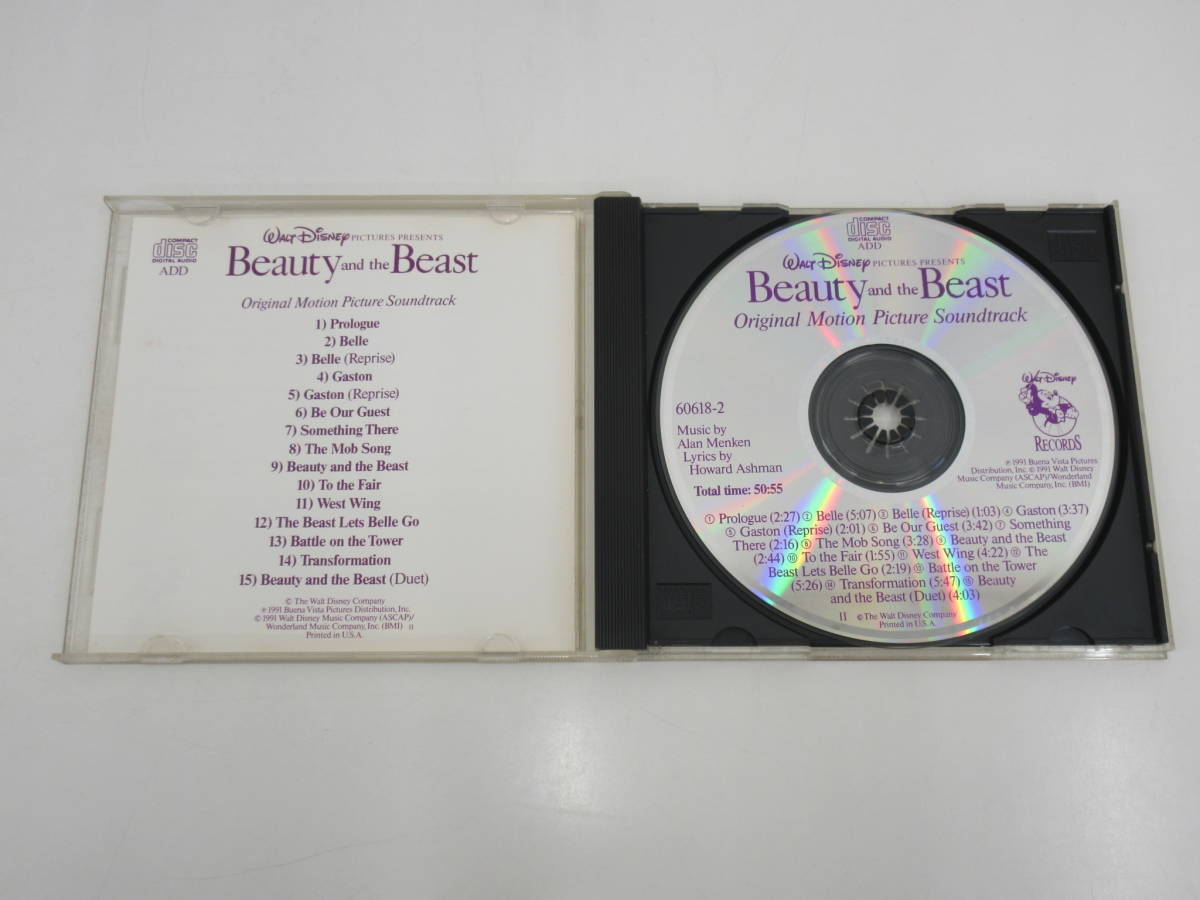 COMPACT
disc
DIGITAL AUDIO
ADD
WALT DISNEY PICTURES PRESENTS
Beauty and the Beast
Original Motion Picture Soundtrack
1) Prologue
2) Belle
3) Belle (Reprise)
4) Gaston
5) Gaston (Reprise)
6) Be Our Guest
7) Something There
8) The Mob Song
9) Beauty and the Beast
10) To the Fair
11) West Wing
12) The Beast Lets Belle Go
13) Battle on the Tower
14) Transformation
15) Beauty and the Beast (Duet)
© The Walt Disney Company
℗ 1991 Buena Vista Pictures Distribution, Inc.
© 1991 Walt Disney Music Company (ASCAP)/
Wonderland Music Company, Inc. (BMI) II
Printed in U.S.A.
COMPACT
disc
DIGITAL AUDIO
ADD
WALT DISNEY PICTURES PRESENTS
Beauty and the Beast
Original Motion Picture Soundtrack
60618-2
Music by
Alan Menken
Lyrics by
Howard Ashman
Total time: 50:55
WALT DISNEY
RECORDS
℗ 1991 Buena Vista Pictures
Distribution, Inc. © 1991 Walt Disney
Music Company (ASCAP)/Wonderland
Music Company, Inc. (BMI)
① Prologue (2:27) ② Belle (5:07) ③ Belle (Reprise) (1:03) ④ Gaston (3:37)
⑤ Gaston (Reprise) (2:01) ⑥ Be Our Guest (3:42) ⑦ Something
There (2:16) ⑧ The Mob Song (3:28) ⑨ Beauty and the Beast
(2:44) ⑩ To the Fair (1:55) ⑪ West Wing (4:22) ⑫ The
Beast Lets Belle Go (2:19) ⑬ Battle on the Tower
(5:26) ⑭ Transformation (5:47) ⑮ Beauty
and the Beast (Duet) (4:03)
II © The Walt Disney Company
Printed in U.S.A.